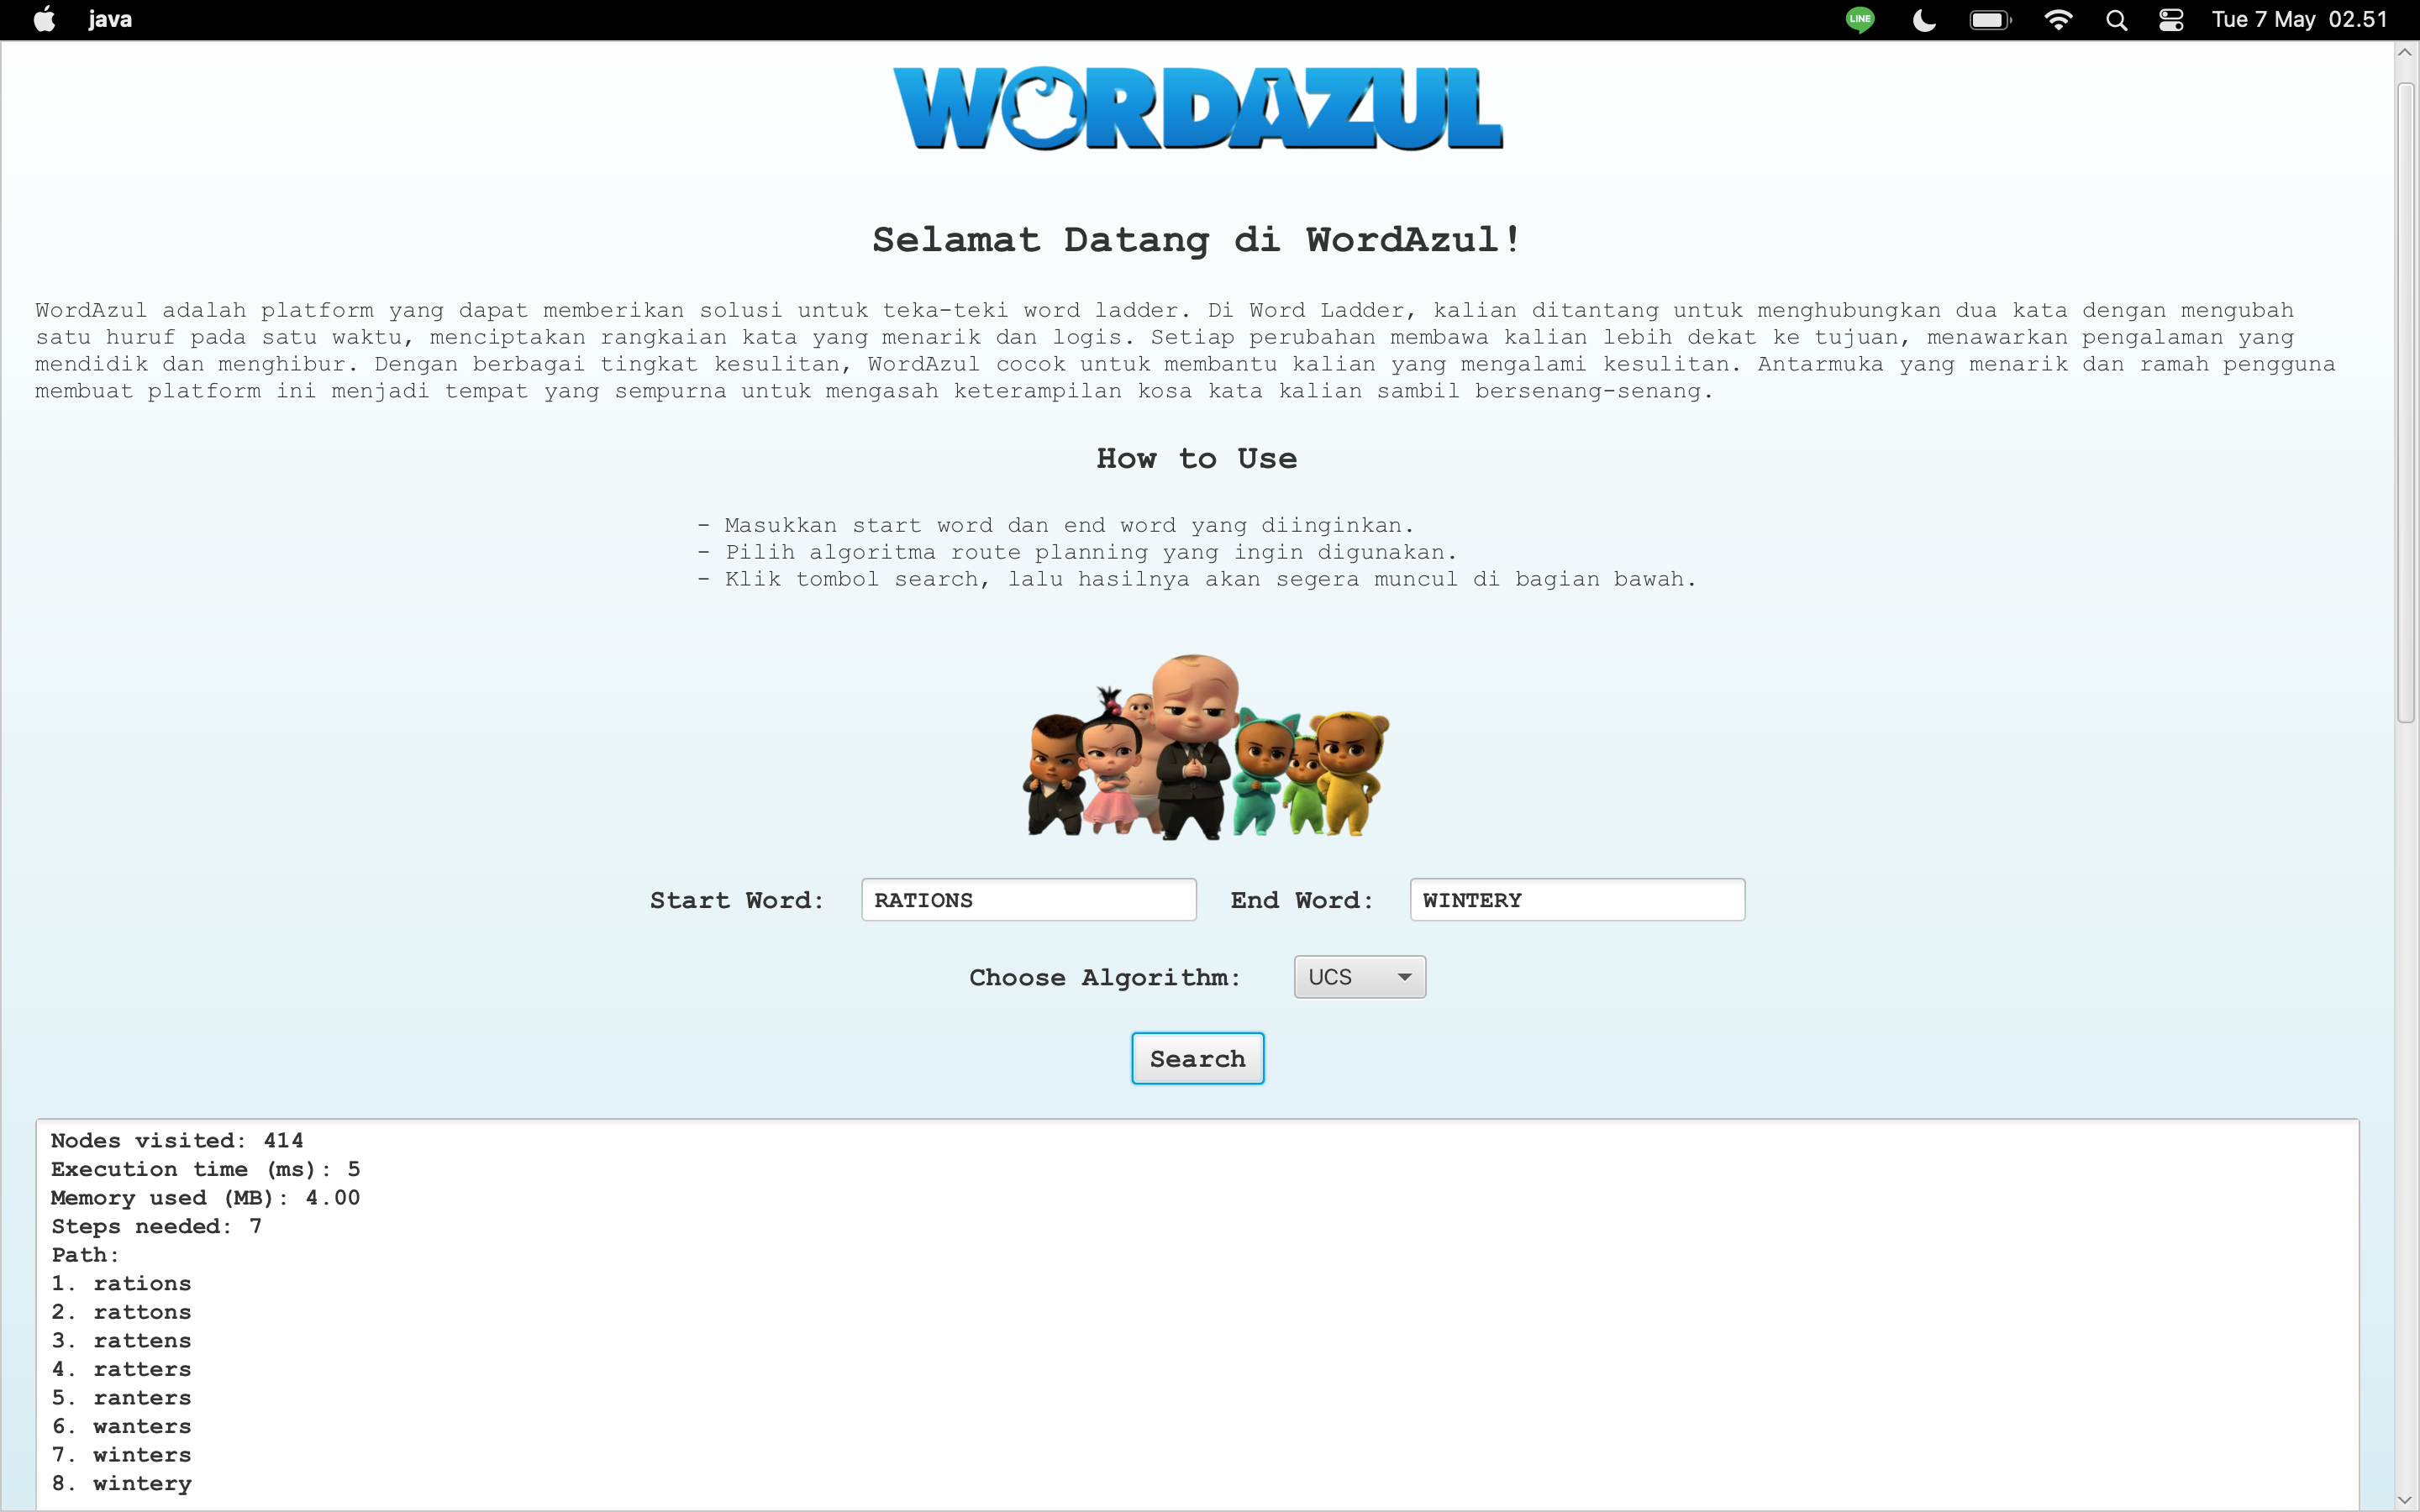 java
LINE
Tue 7 May 02.51
WORDAZUL
Selamat Datang di WordAzul!
WordAzul adalah platform yang dapat memberikan solusi untuk teka-teki word ladder. Di Word Ladder, kalian ditantang untuk menghubungkan dua kata dengan mengubah
satu huruf pada satu waktu, menciptakan rangkaian kata yang menarik dan logis. Setiap perubahan membawa kalian lebih dekat ke tujuan, menawarkan pengalaman yang
mendidik dan menghibur. Dengan berbagai tingkat kesulitan, WordAzul cocok untuk membantu kalian yang mengalami kesulitan. Antarmuka yang menarik dan ramah pengguna
membuat platform ini menjadi tempat yang sempurna untuk mengasah keterampilan kosa kata kalian sambil bersenang-senang.
How to Use
- Masukkan start word dan end word yang diinginkan.
- Pilih algoritma route planning yang ingin digunakan.
- Klik tombol search, lalu hasilnya akan segera muncul di bagian bawah.
Start Word: RATIONS End Word: WINTERY
Choose Algorithm: UCS
Search
Nodes visited: 414
Execution time (ms): 5
Memory used (MB): 4.00
Steps needed: 7
Path:
1. rations
2. rattons
3. rattens
4. ratters
5. ranters
6. wanters
7. winters
8. wintery